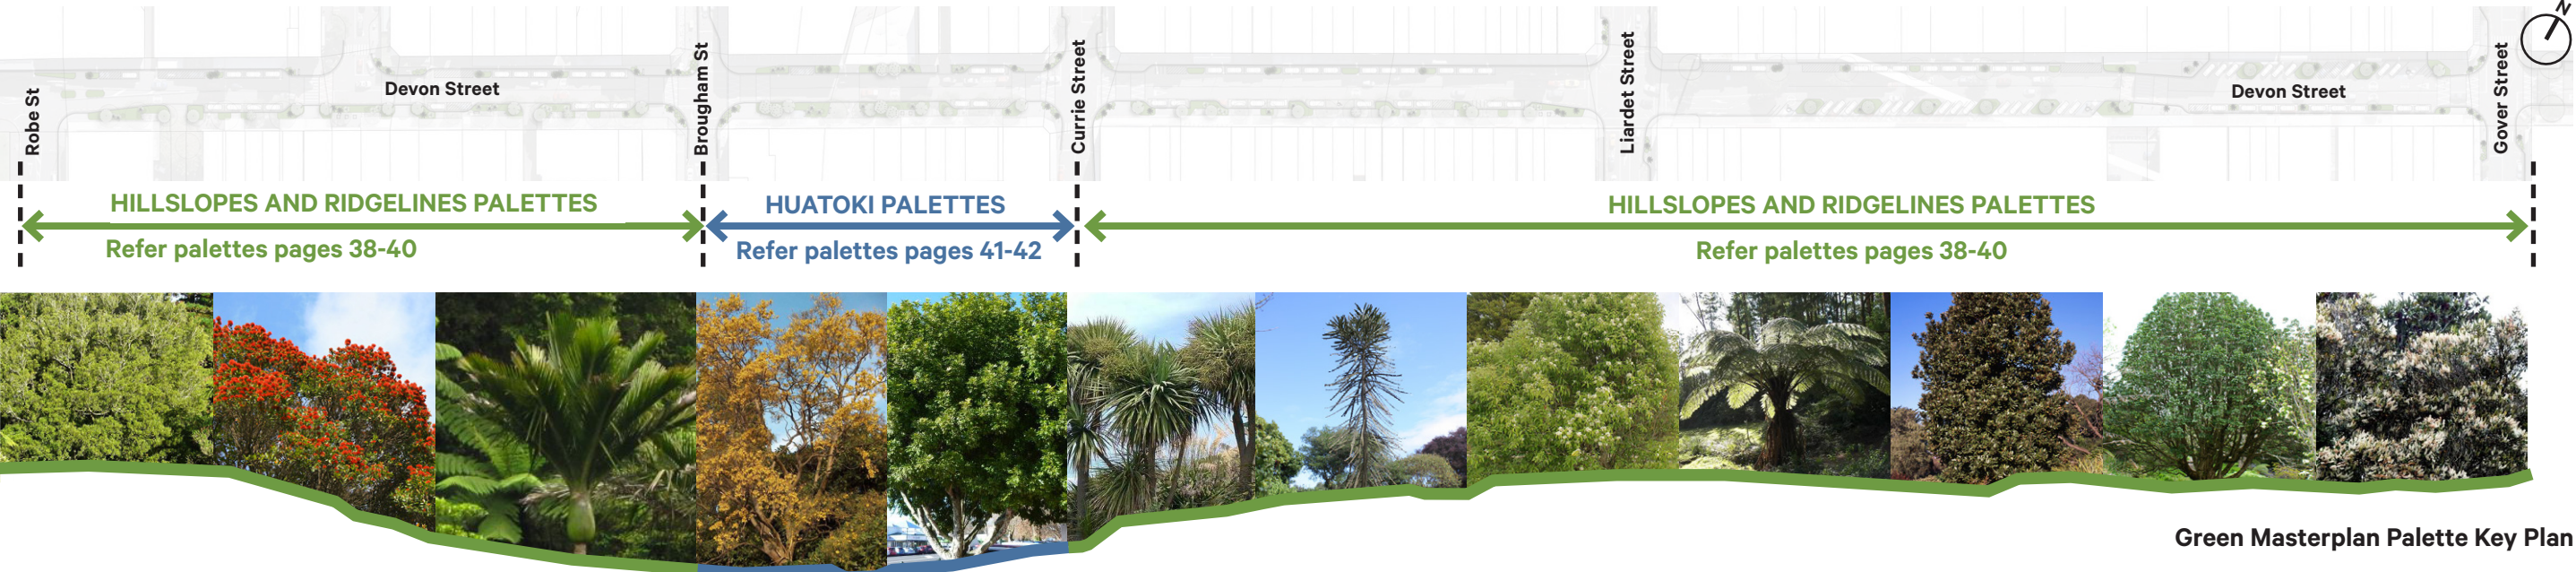 N
Robe St
Devon Street
Brougham St
Currie Street
Liardet Street
Devon Street
Gover Street
HILLSLOPES AND RIDGELINES PALETTES
Refer palettes pages 38-40
HUATOKI PALETTES
Refer palettes pages 41-42
HILLSLOPES AND RIDGELINES PALETTES
Refer palettes pages 38-40
Green Masterplan Palette Key Plan